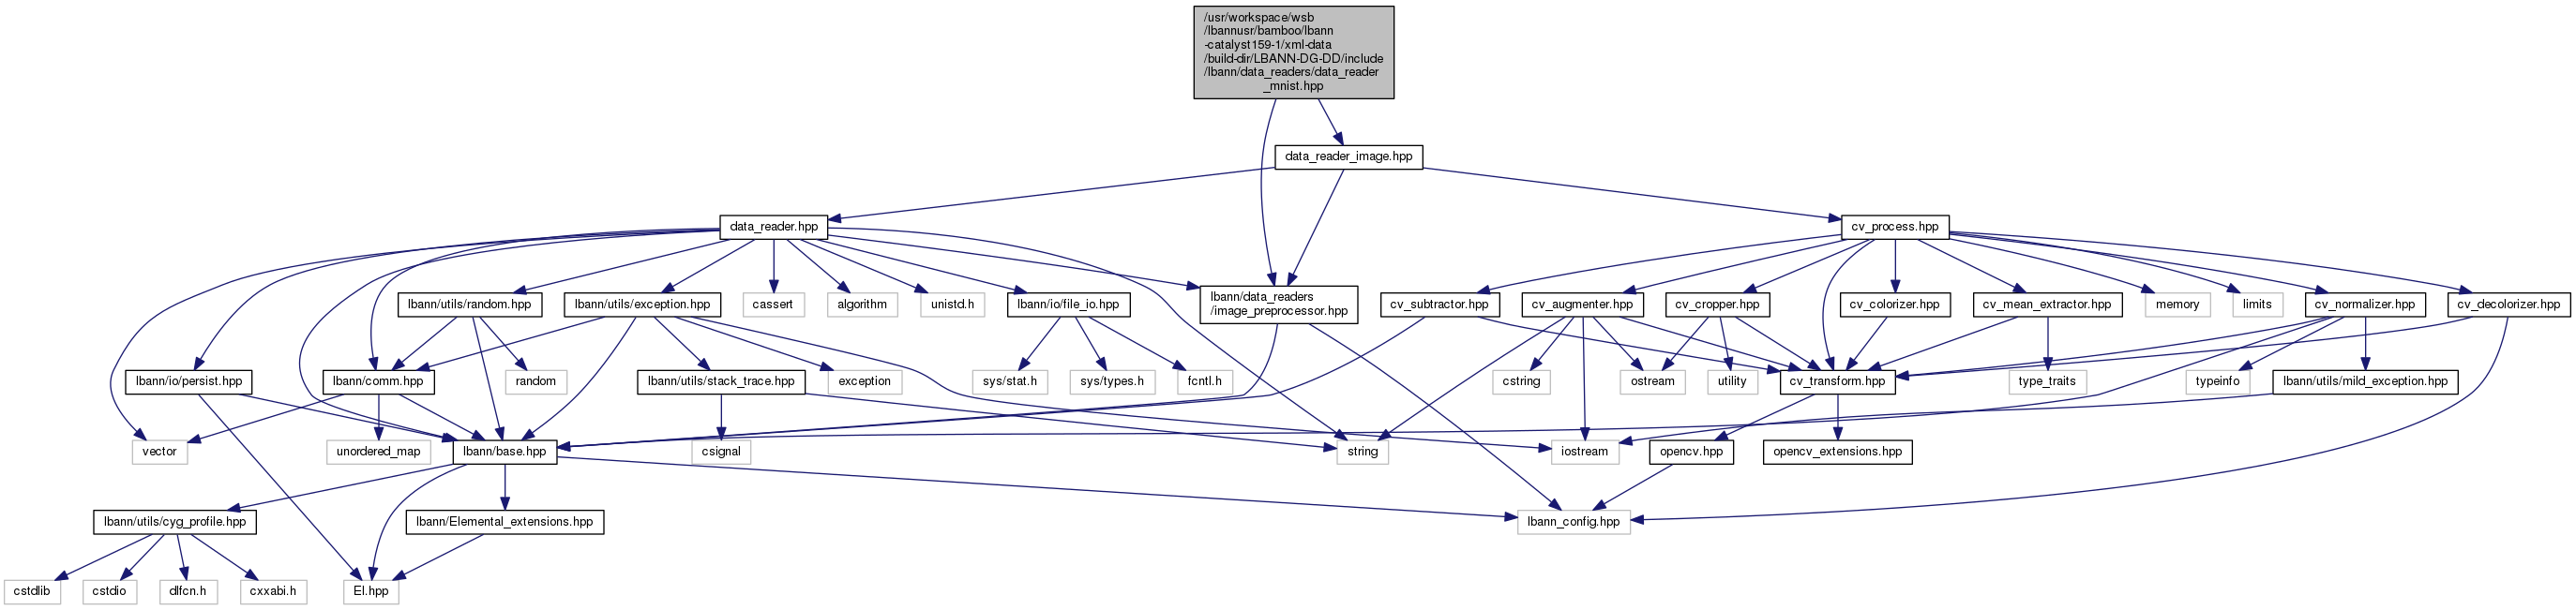 /usr/workspace/wsb
/lbannusr/bamboo/lbann
-catalyst159-1/xml-data
/build-dir/LBANN-DG-DD/include
/lbann/data_readers/data_reader
_mnist.hpp
data_reader_image.hpp
data_reader.hpp
cv_process.hpp
lbann/utils/random.hpp
lbann/utils/exception.hpp
cassert
algorithm
unistd.h
lbann/io/file_io.hpp
lbann/data_readers
/image_preprocessor.hpp
cv_subtractor.hpp
cv_augmenter.hpp
cv_cropper.hpp
cv_colorizer.hpp
cv_mean_extractor.hpp
memory
limits
cv_normalizer.hpp
cv_decolorizer.hpp
lbann/io/persist.hpp
lbann/comm.hpp
random
lbann/utils/stack_trace.hpp
exception
sys/stat.h
sys/types.h
fcntl.h
cstring
ostream
utility
cv_transform.hpp
type_traits
typeinfo
lbann/utils/mild_exception.hpp
vector
unordered_map
lbann/base.hpp
csignal
string
iostream
opencv.hpp
opencv_extensions.hpp
lbann/utils/cyg_profile.hpp
lbann/Elemental_extensions.hpp
lbann_config.hpp
cstdlib
cstdio
dlfcn.h
cxxabi.h
El.hpp